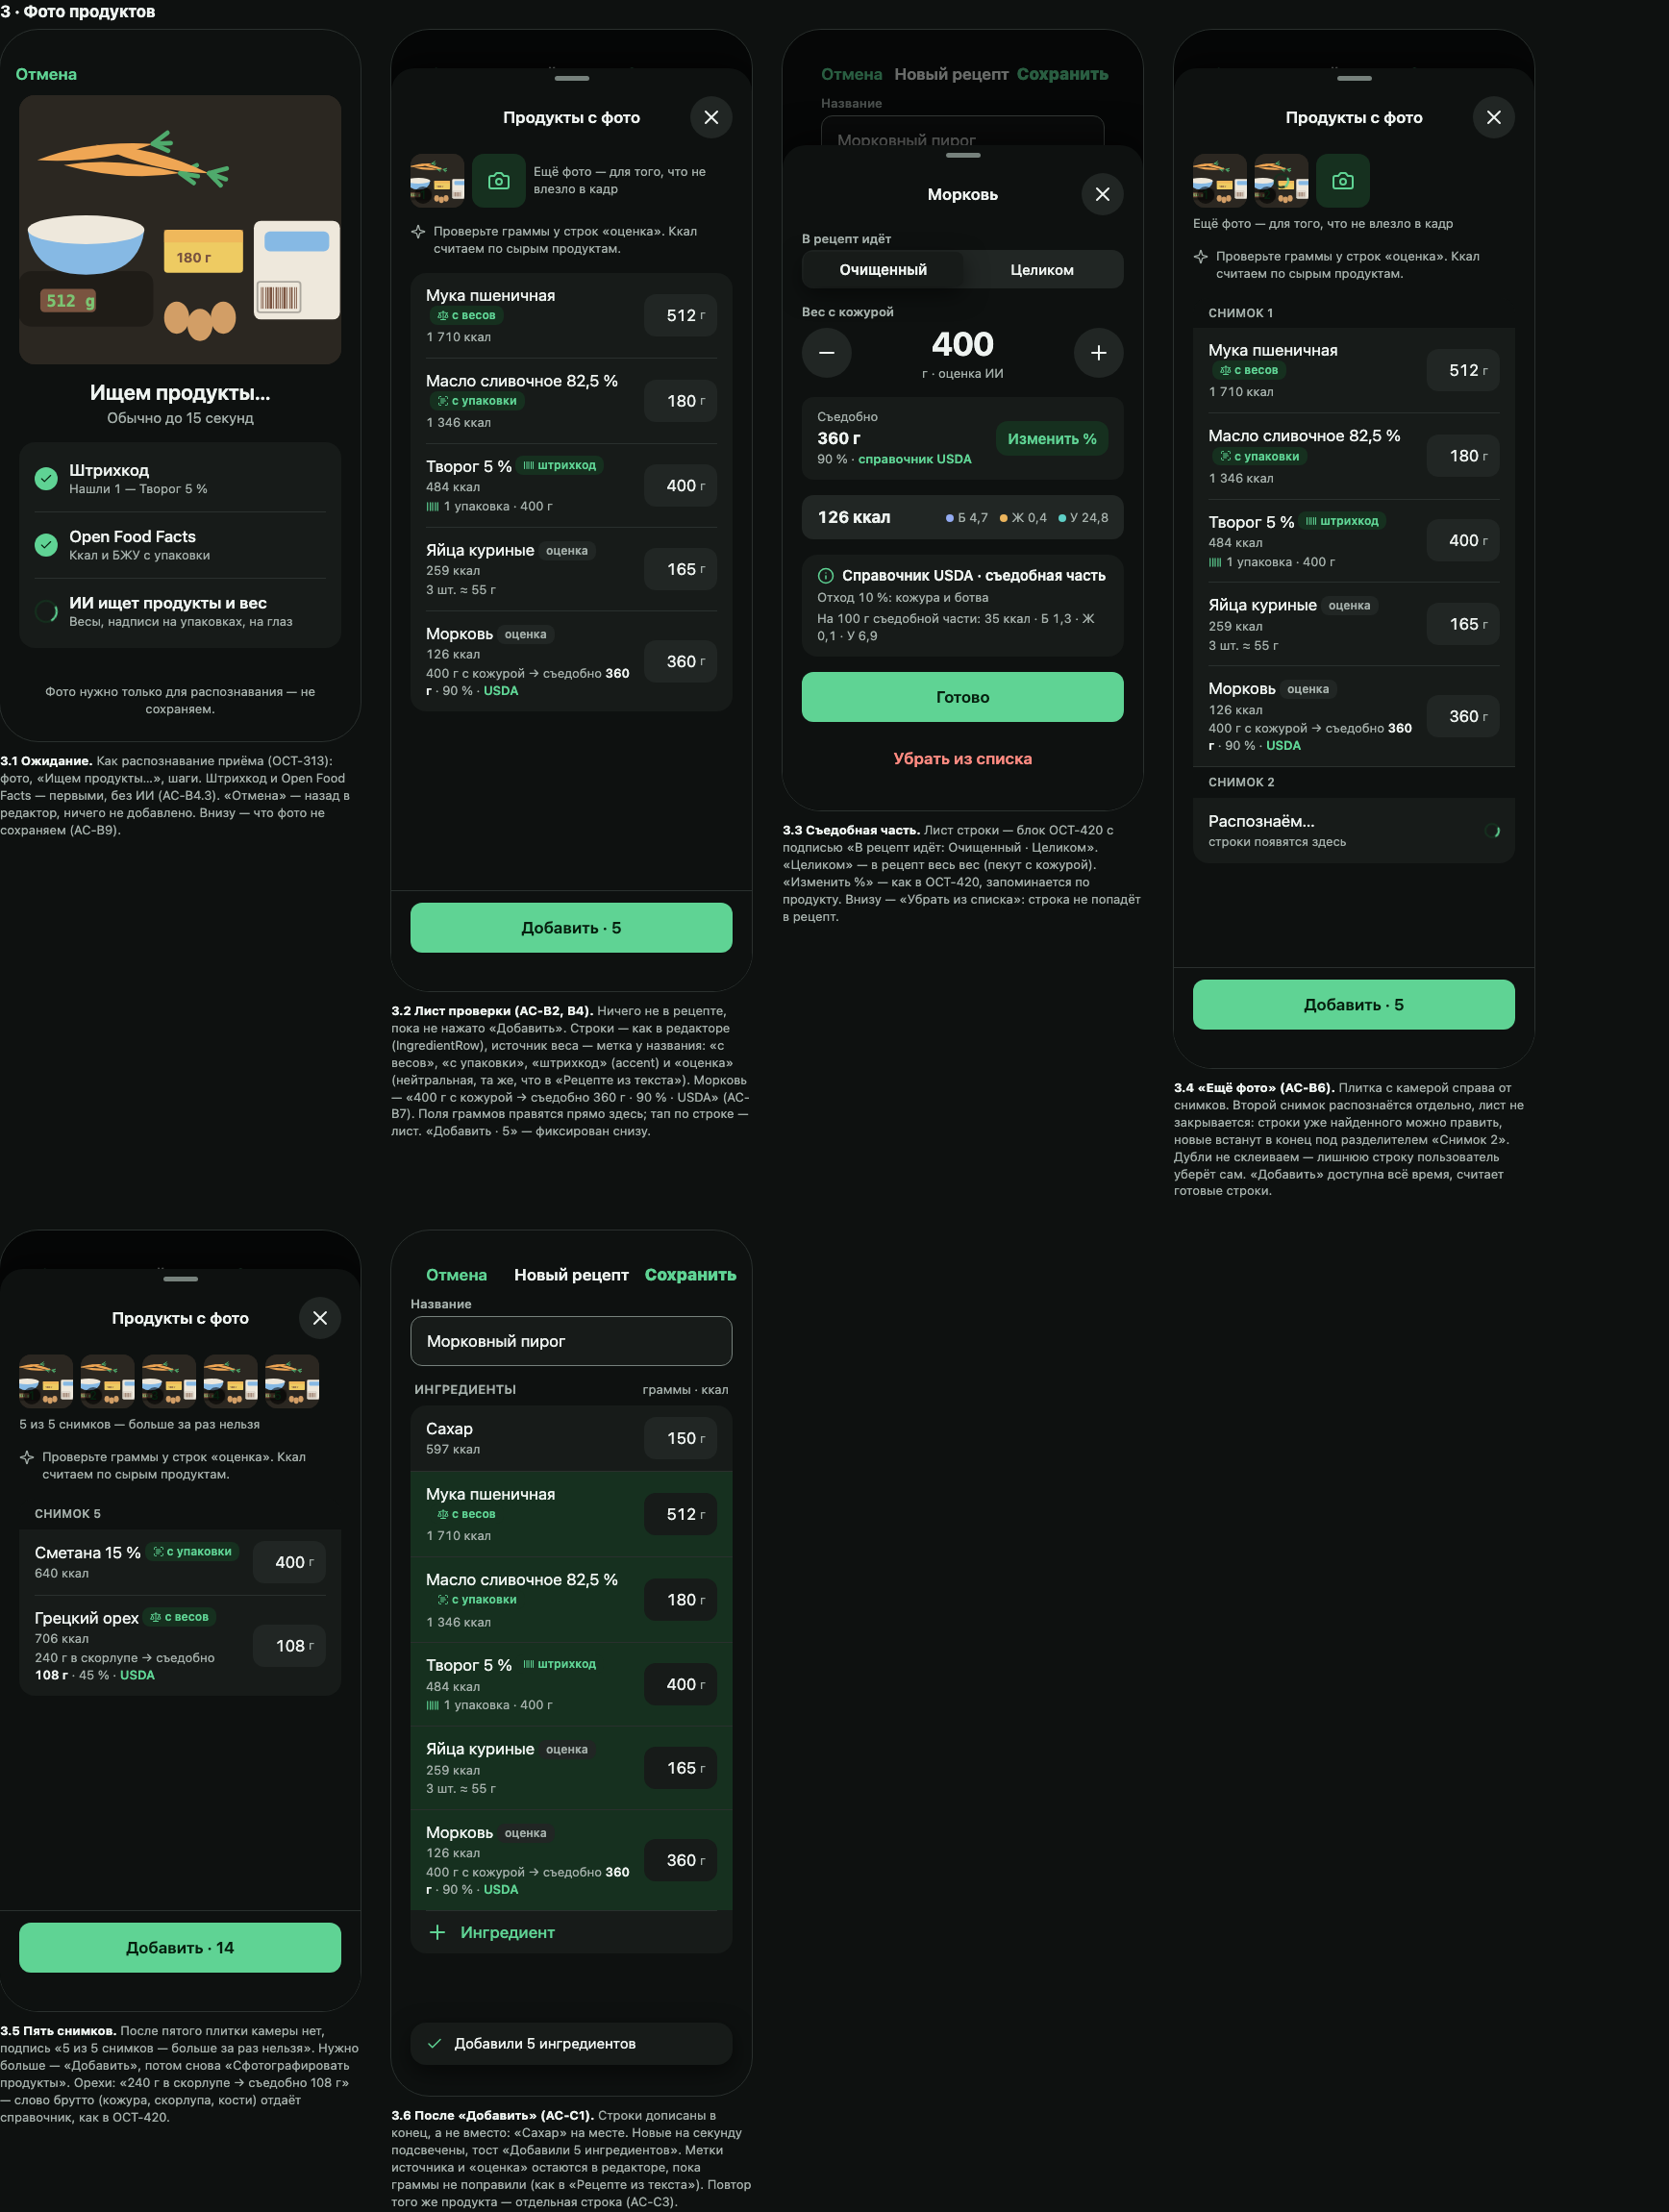 3 · Фото продуктов
Отмена
180 г
512 g
Ищем продукты…
Обычно до 15 секунд
Штрихкод
Нашли 1 — Творог 5 %
Open Food Facts
Ккал и БЖУ с упаковки
ИИ ищет продукты и вес
Весы, надписи на упаковках, на глаз
Фото нужно только для распознавания — не
сохраняем.
3.1 Ожидание. Как распознавание приёма (ОСТ-313):
фото, «Ищем продукты…», шаги. Штрихкод и Open Food
Facts — первыми, без ИИ (АС-В4.3). «Отмена» — назад в
редактор, ничего не добавлено. Внизу — что фото не
сохраняем (АС-В9).
Продукты с фото
Ещё фото — для того, что не
влезло в кадр
Проверьте граммы у строк «оценка». Ккал
считаем по сырым продуктам.
Мука пшеничная
с весов
1 710 ккал
512 г
Масло сливочное 82,5 %
с упаковки
1 346 ккал
180 г
Творог 5 % штрихкод
484 ккал
1 упаковка · 400 г
400 г
Яйца куриные оценка
259 ккал
3 шт. ≈ 55 г
165 г
Морковь оценка
126 ккал
400 г с кожурой → съедобно 360
г · 90 % · USDA
360 г
Добавить · 5
3.2 Лист проверки (АС-В2, В4). Ничего не в рецепте,
пока не нажато «Добавить». Строки — как в редакторе
(IngredientRow), источник веса — метка у названия: «с
весов», «с упаковки», «штрихкод» (accent) и «оценка»
(нейтральная, та же, что в «Рецепте из текста»). Морковь
— «400 г с кожурой → съедобно 360 г · 90 % · USDA» (АС-
В7). Поля граммов правятся прямо здесь; тап по строке —
лист. «Добавить · 5» — фиксирован снизу.
Отмена Новый рецепт Сохранить
Название
Морковный пирог
Морковь
В рецепт идёт
Очищенный Целиком
Вес с кожурой
400
г · оценка ИИ
Съедобно
360 г
90 % · справочник USDA
Изменить %
126 ккал Б 4,7 Ж 0,4 У 24,8
Справочник USDA · съедобная часть
Отход 10 %: кожура и ботва
На 100 г съедобной части: 35 ккал · Б 1,3 · Ж
0,1 · У 6,9
Готово
Убрать из списка
3.3 Съедобная часть. Лист строки — блок ОСТ-420 с
подписью «В рецепт идёт: Очищенный · Целиком».
«Целиком» — в рецепт весь вес (пекут с кожурой).
«Изменить %» — как в ОСТ-420, запоминается по
продукту. Внизу — «Убрать из списка»: строка не попадёт
в рецепт.
Продукты с фото
Ещё фото — для того, что не влезло в кадр
Проверьте граммы у строк «оценка». Ккал
считаем по сырым продуктам.
СНИМОК 1
Мука пшеничная
с весов
1 710 ккал
512 г
Масло сливочное 82,5 %
с упаковки
1 346 ккал
180 г
Творог 5 % штрихкод
484 ккал
1 упаковка · 400 г
400 г
Яйца куриные оценка
259 ккал
3 шт. ≈ 55 г
165 г
Морковь оценка
126 ккал
400 г с кожурой → съедобно 360
г · 90 % · USDA
360 г
СНИМОК 2
Распознаём…
строки появятся здесь
Добавить · 5
3.4 «Ещё фото» (АС-В6). Плитка с камерой справа от
снимков. Второй снимок распознаётся отдельно, лист не
закрывается: строки уже найденного можно править,
новые встанут в конец под разделителем «Снимок 2».
Дубли не склеиваем — лишнюю строку пользователь
уберёт сам. «Добавить» доступна всё время, считает
готовые строки.
Продукты с фото
5 из 5 снимков — больше за раз нельзя
Проверьте граммы у строк «оценка». Ккал
считаем по сырым продуктам.
СНИМОК 5
Сметана 15 % с упаковки
640 ккал
400 г
Грецкий орех с весов
706 ккал
240 г в скорлупе → съедобно
108 г · 45 % · USDA
108 г
Добавить · 14
3.5 Пять снимков. После пятого плитки камеры нет,
подпись «5 из 5 снимков — больше за раз нельзя». Нужно
больше — «Добавить», потом снова «Сфотографировать
продукты». Орехи: «240 г в скорлупе → съедобно 108 г»
— слово брутто (кожура, скорлупа, кости) отдаёт
справочник, как в ОСТ-420.
Отмена Новый рецепт Сохранить
Название
Морковный пирог
ИНГРЕДИЕНТЫ граммы · ккал
Сахар
597 ккал
150 г
Мука пшеничная
с весов
1 710 ккал
512 г
Масло сливочное 82,5 %
с упаковки
1 346 ккал
180 г
Творог 5 % штрихкод
484 ккал
1 упаковка · 400 г
400 г
Яйца куриные оценка
259 ккал
3 шт. ≈ 55 г
165 г
Морковь оценка
126 ккал
400 г с кожурой → съедобно 360
г · 90 % · USDA
360 г
Ингредиент
Добавили 5 ингредиентов
3.6 После «Добавить» (АС-С1). Строки дописаны в
конец, а не вместо: «Сахар» на месте. Новые на секунду
подсвечены, тост «Добавили 5 ингредиентов». Метки
источника и «оценка» остаются в редакторе, пока
граммы не поправили (как в «Рецепте из текста»). Повтор
того же продукта — отдельная строка (АС-С3).